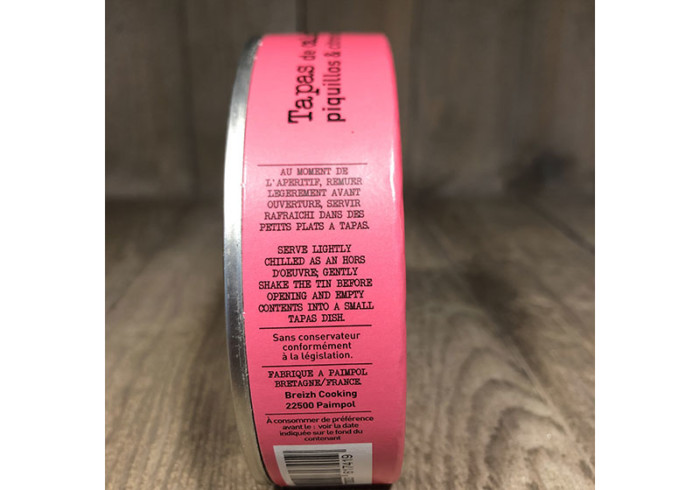 Tapas de
piquillos &
AU MOMENT DE
L'APERITIF, REMUER
LEGEREMENT AVANT
OUVERTURE, SERVIR
RAFRAICHI DANS DES
PETITS PLATS A TAPAS.
SERVE LIGHTLY
CHILLED AS AN HORS
D'OEUVRE; GENTLY
SHAKE THE TIN BEFORE
OPENING AND EMPTY
CONTENTS INTO A SMALL
TAPAS DISH.
Sans conservateur
conformément
à la législation.
FABRIQUE A PAIMPOL
BRETAGNE/FRANCE.
Breizh Cooking
22500 Paimpol
À consommer de préférence
avant le : voir la date
indiquée sur le fond du
contenant